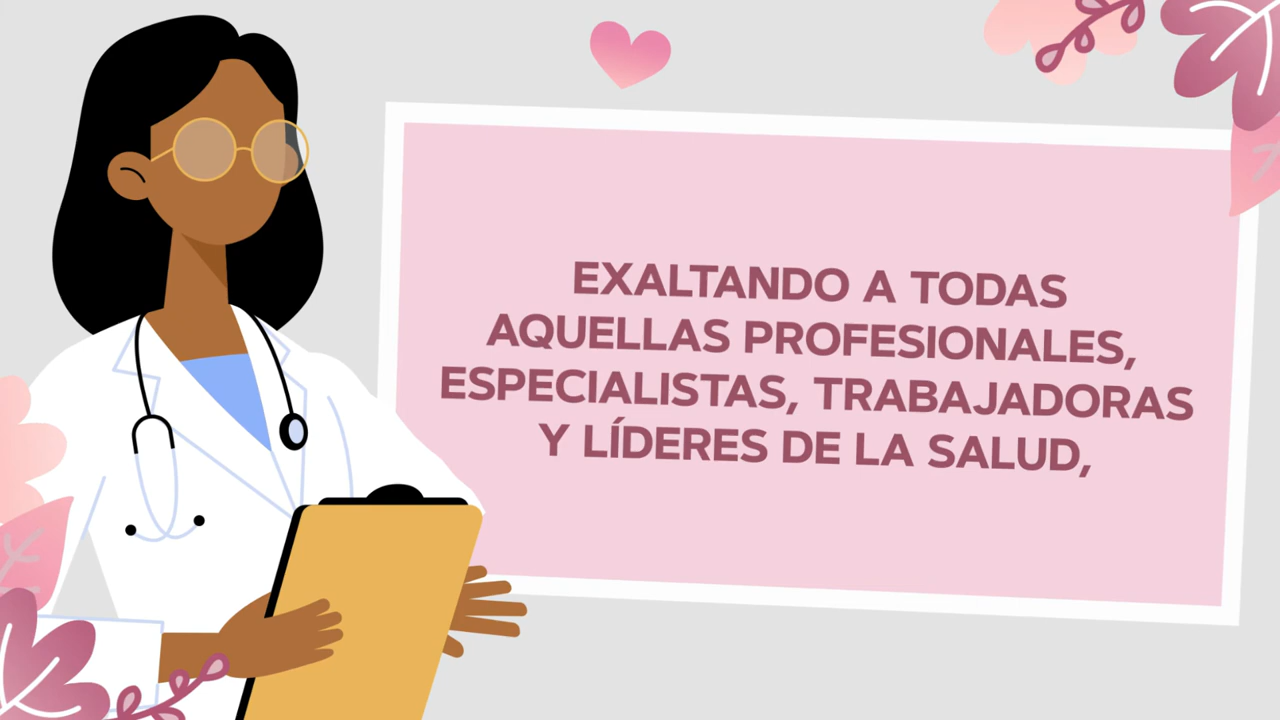 EXALTANDO A TODAS
AQUELLAS PROFESIONALES,
ESPECIALISTAS, TRABAJADORAS
Y LÍDERES DE LA SALUD,